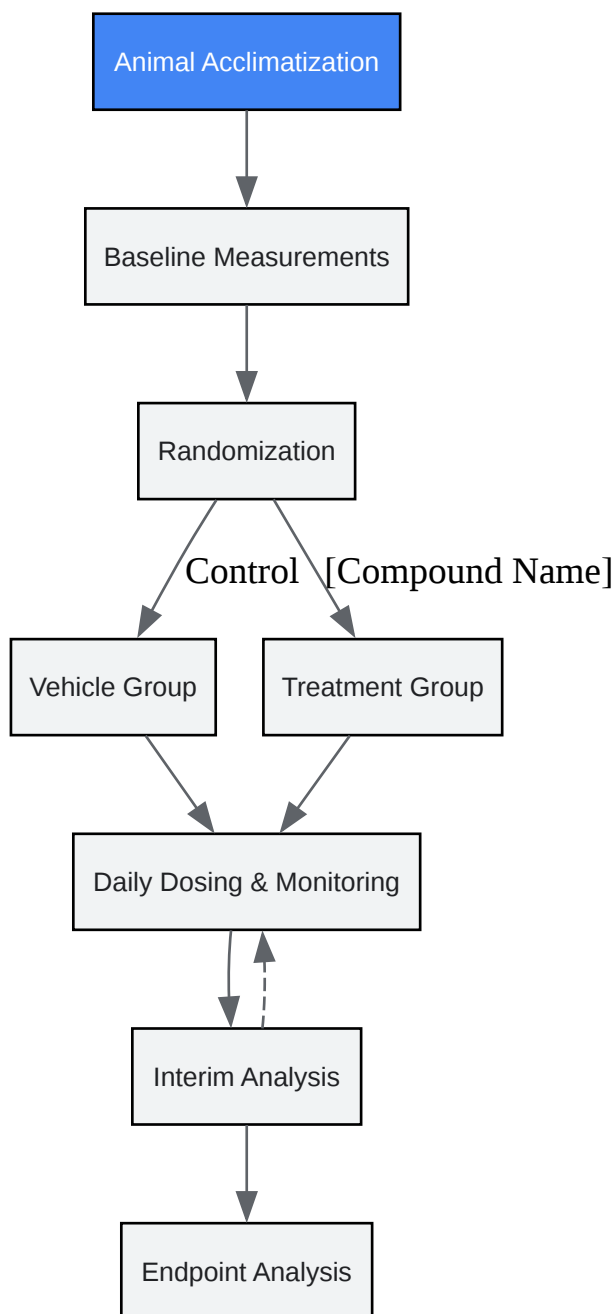 Animal Acclimatization
Baseline Measurements
Randomization
Control
[Compound Name]
Vehicle Group
Treatment Group
Daily Dosing & Monitoring
Interim Analysis
Endpoint Analysis